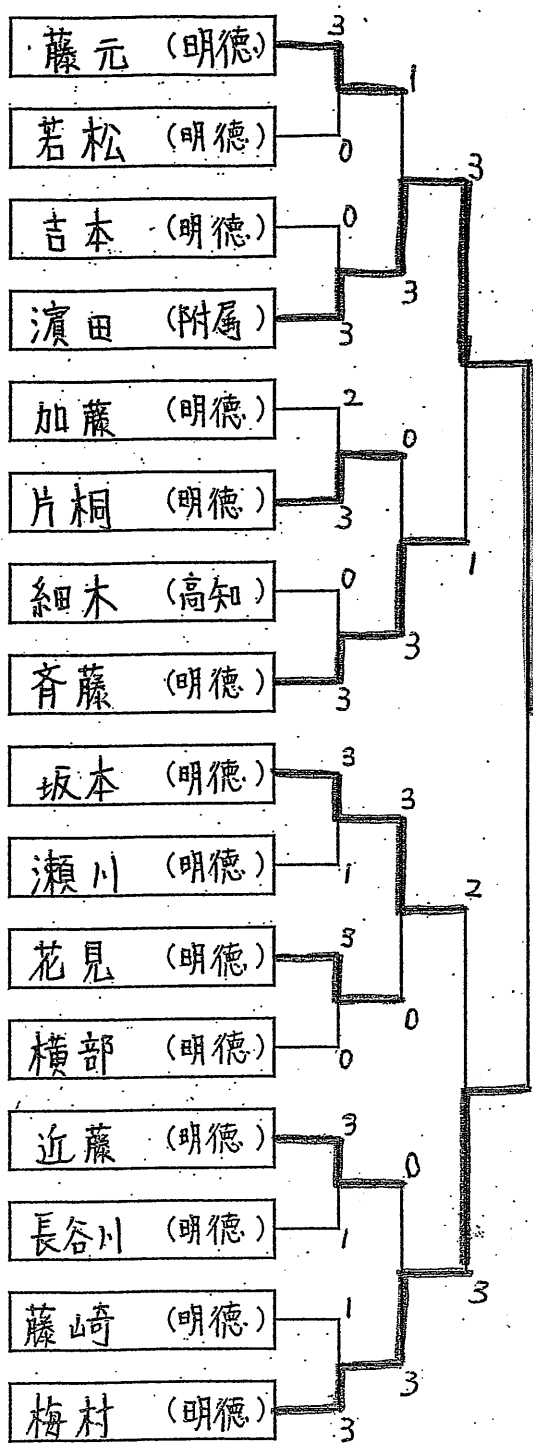 藤元 (明徳)
3
1
若松 (明徳)
0
3
吉本 (明徳)
0
濱田 (附属)
3
3
加藤 (明徳)
2
0
片桐 (明徳)
3
1
細木 (高知)
0
斉藤 (明徳)
3
3
坂本 (明徳)
3
3
瀬川 (明徳)
1
2
花見 (明徳)
3
0
横部 (明徳)
0
近藤 (明徳)
3
0
長谷川 (明徳)
1
3
藤崎 (明徳)
1
梅村 (明徳)
3
3